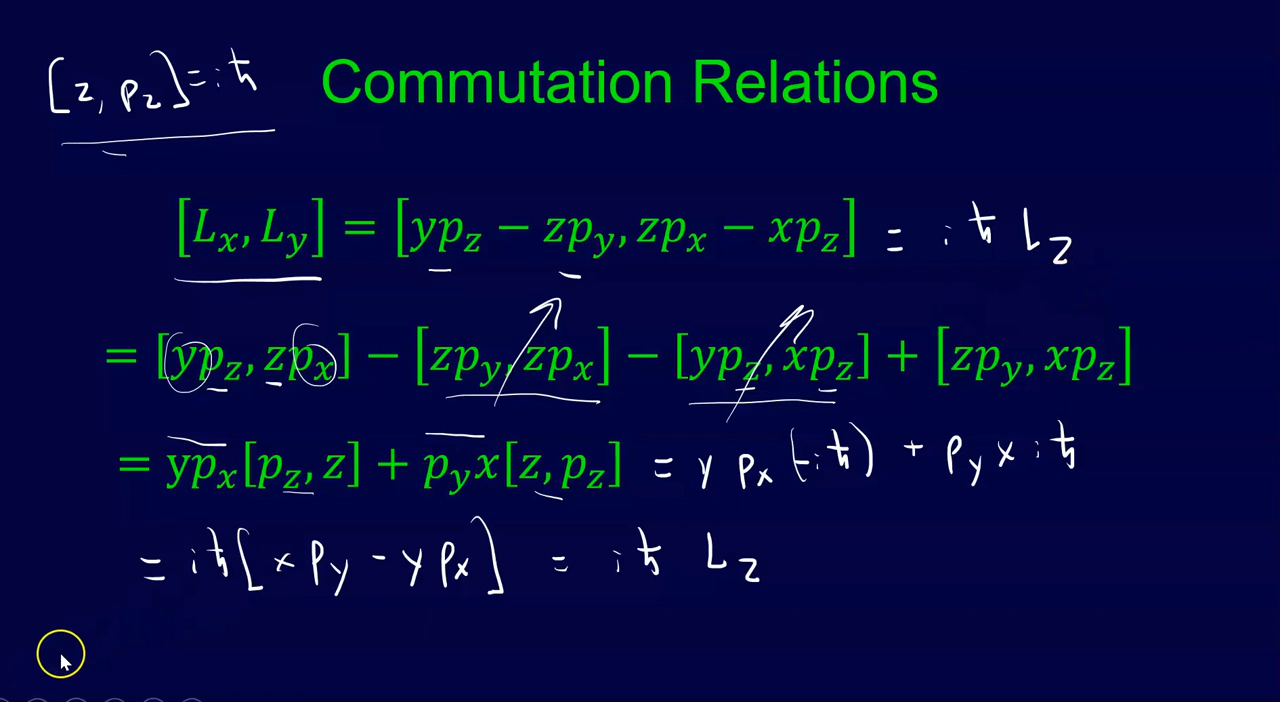 [z, p_z] = iħ
Commutation Relations
[L_x, L_y] = [yp_z − zp_y, zp_x − xp_z] = iħ L_z
= [yp_z, zp_x] − [zp_y, zp_x] − [yp_z, xp_z] + [zp_y, xp_z]
= yp_x[p_z, z] + p_yx[z, p_z] = y p_x (-iħ) + p_y x iħ
= iħ[x p_y - y p_x] = iħ L_z